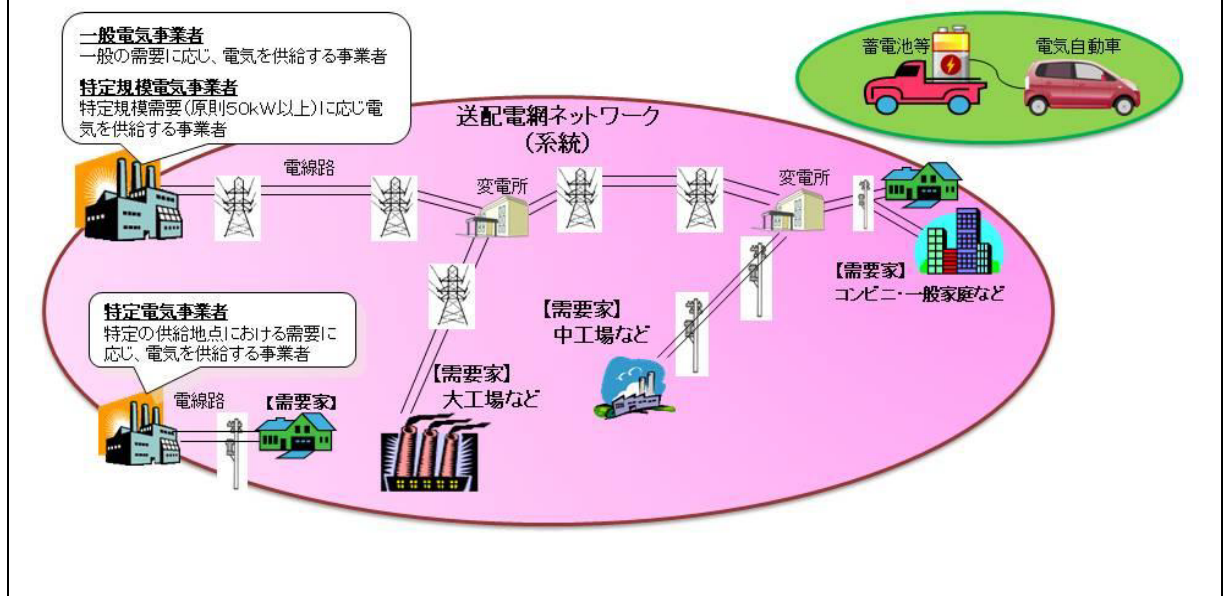 一般電気事業者
一般の需要に応じ、電気を供給する事業者
特定規模電気事業者
特定規模需要(原則50kW以上)に応じ電
気を供給する事業者
蓄電池等
電気自動車
送配電網ネットワーク
(系統)
電線路
変電所
変電所
【需要家】
コンビニ・一般家庭など
【需要家】
中工場など
特定電気事業者
特定の供給地点における需要に
応じ、電気を供給する事業者
【需要家】
大工場など
電線路
【需要家】